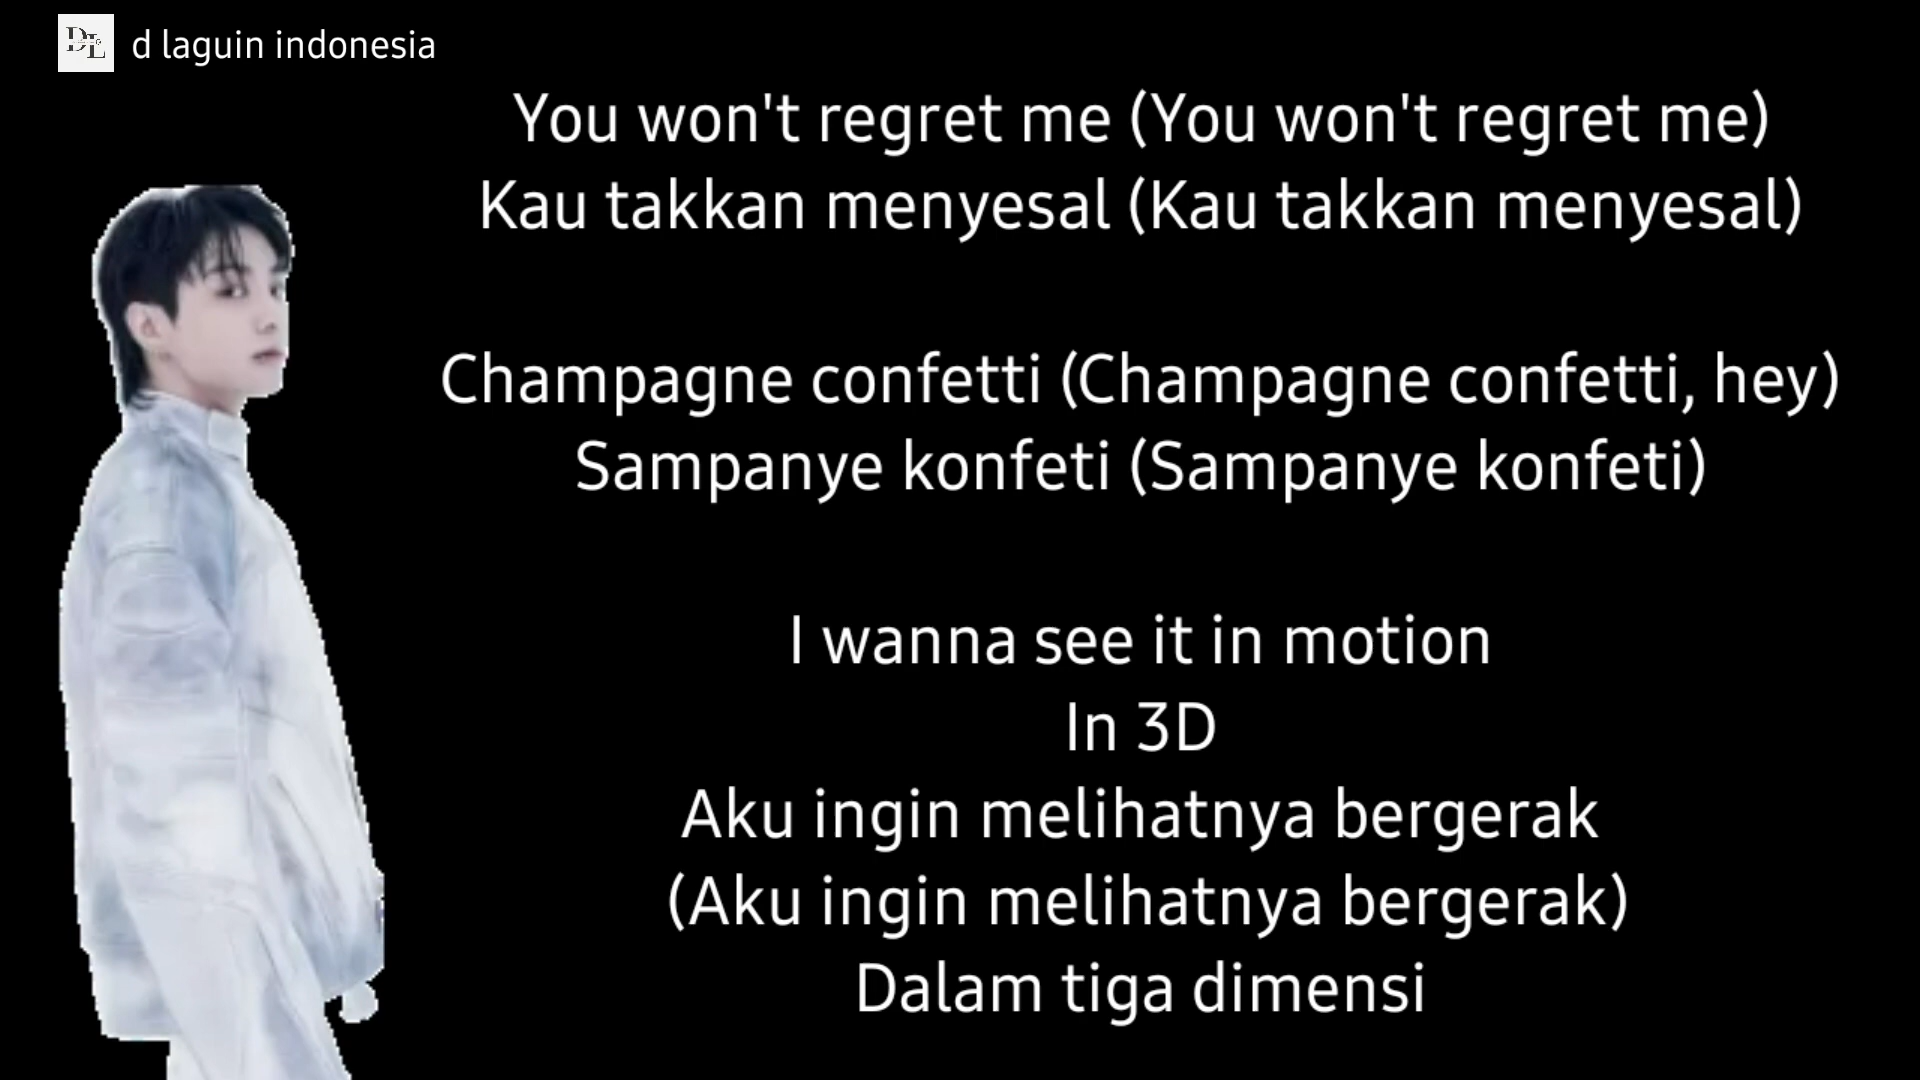 DL
d laguin indonesia
You won't regret me (You won't regret me)
Kau takkan menyesal (Kau takkan menyesal)
Champagne confetti (Champagne confetti, hey)
Sampanye konfeti (Sampanye konfeti)
I wanna see it in motion
In 3D
Aku ingin melihatnya bergerak
(Aku ingin melihatnya bergerak)
Dalam tiga dimensi